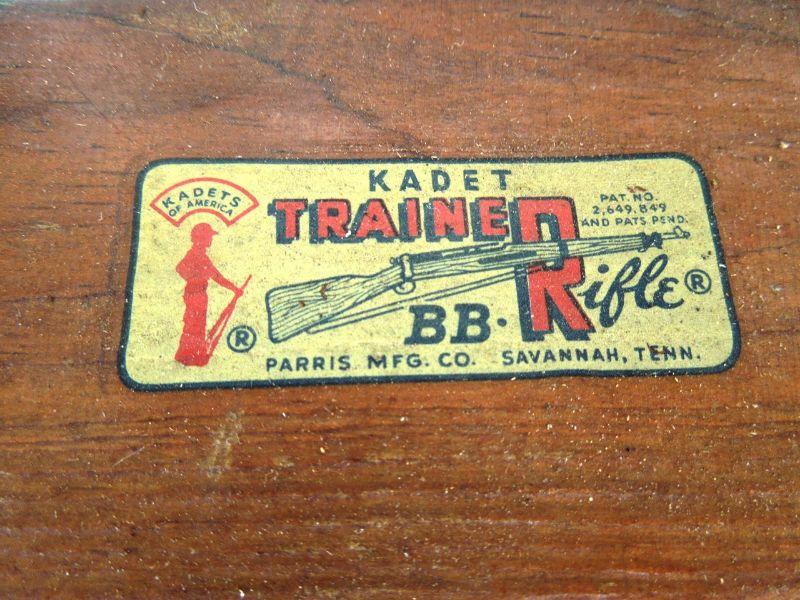 KADETS
OF AMERICA
KADET
TRAINER
PAT. NO.
2,649,849
AND PATS. PEND.
BB · Rifle ®
®
PARRIS MFG. CO. SAVANNAH, TENN.